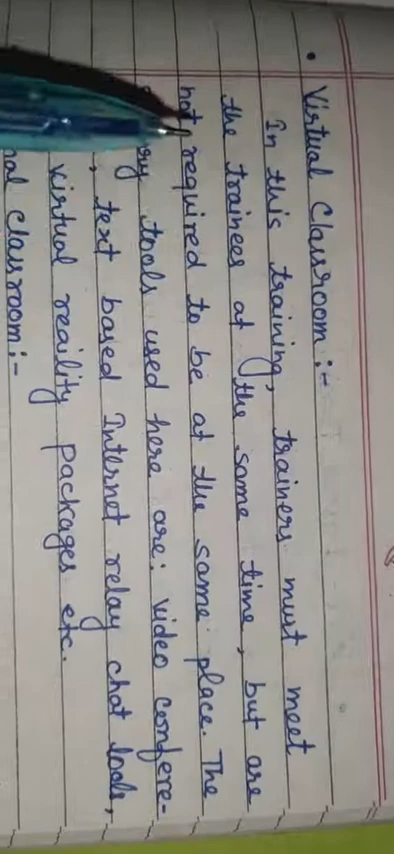 • Virtual Classroom :-
In this training, trainers must meet
the trainees at the same time, but are
not required to be at the same place. The
tools used here are: video confere-
, text based Internet relay chat tools,
virtual reality packages etc.
classroom :-